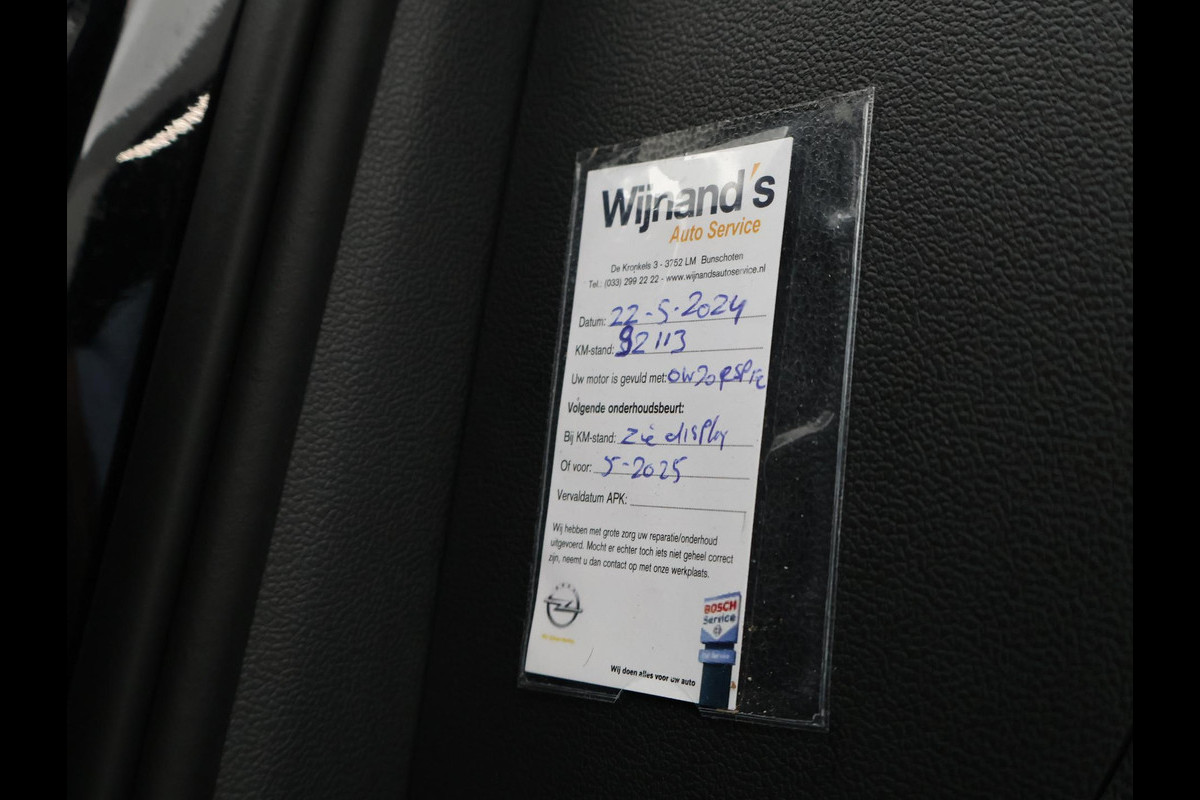 Wijnand's
Auto Service
De Kronkels 3 - 3752 LM Bunschoten
Tel.: (033) 299 22 22 - www.wijnandsautoservice.nl
Datum: 22-5-2024
KM-stand: 92113
Uw motor is gevuld met: 0W20
Volgende onderhoudsbeurt:
Bij KM-stand: zie display
Of voor: 5-2025
Vervaldatum APK:
Wij hebben met grote zorg uw reparatie/onderhoud
uitgevoerd. Mocht er echter toch iets niet geheel correct
zijn, neemt u dan contact op met onze werkplaats.
BOSCH
Service
Wij doen alles voor uw auto